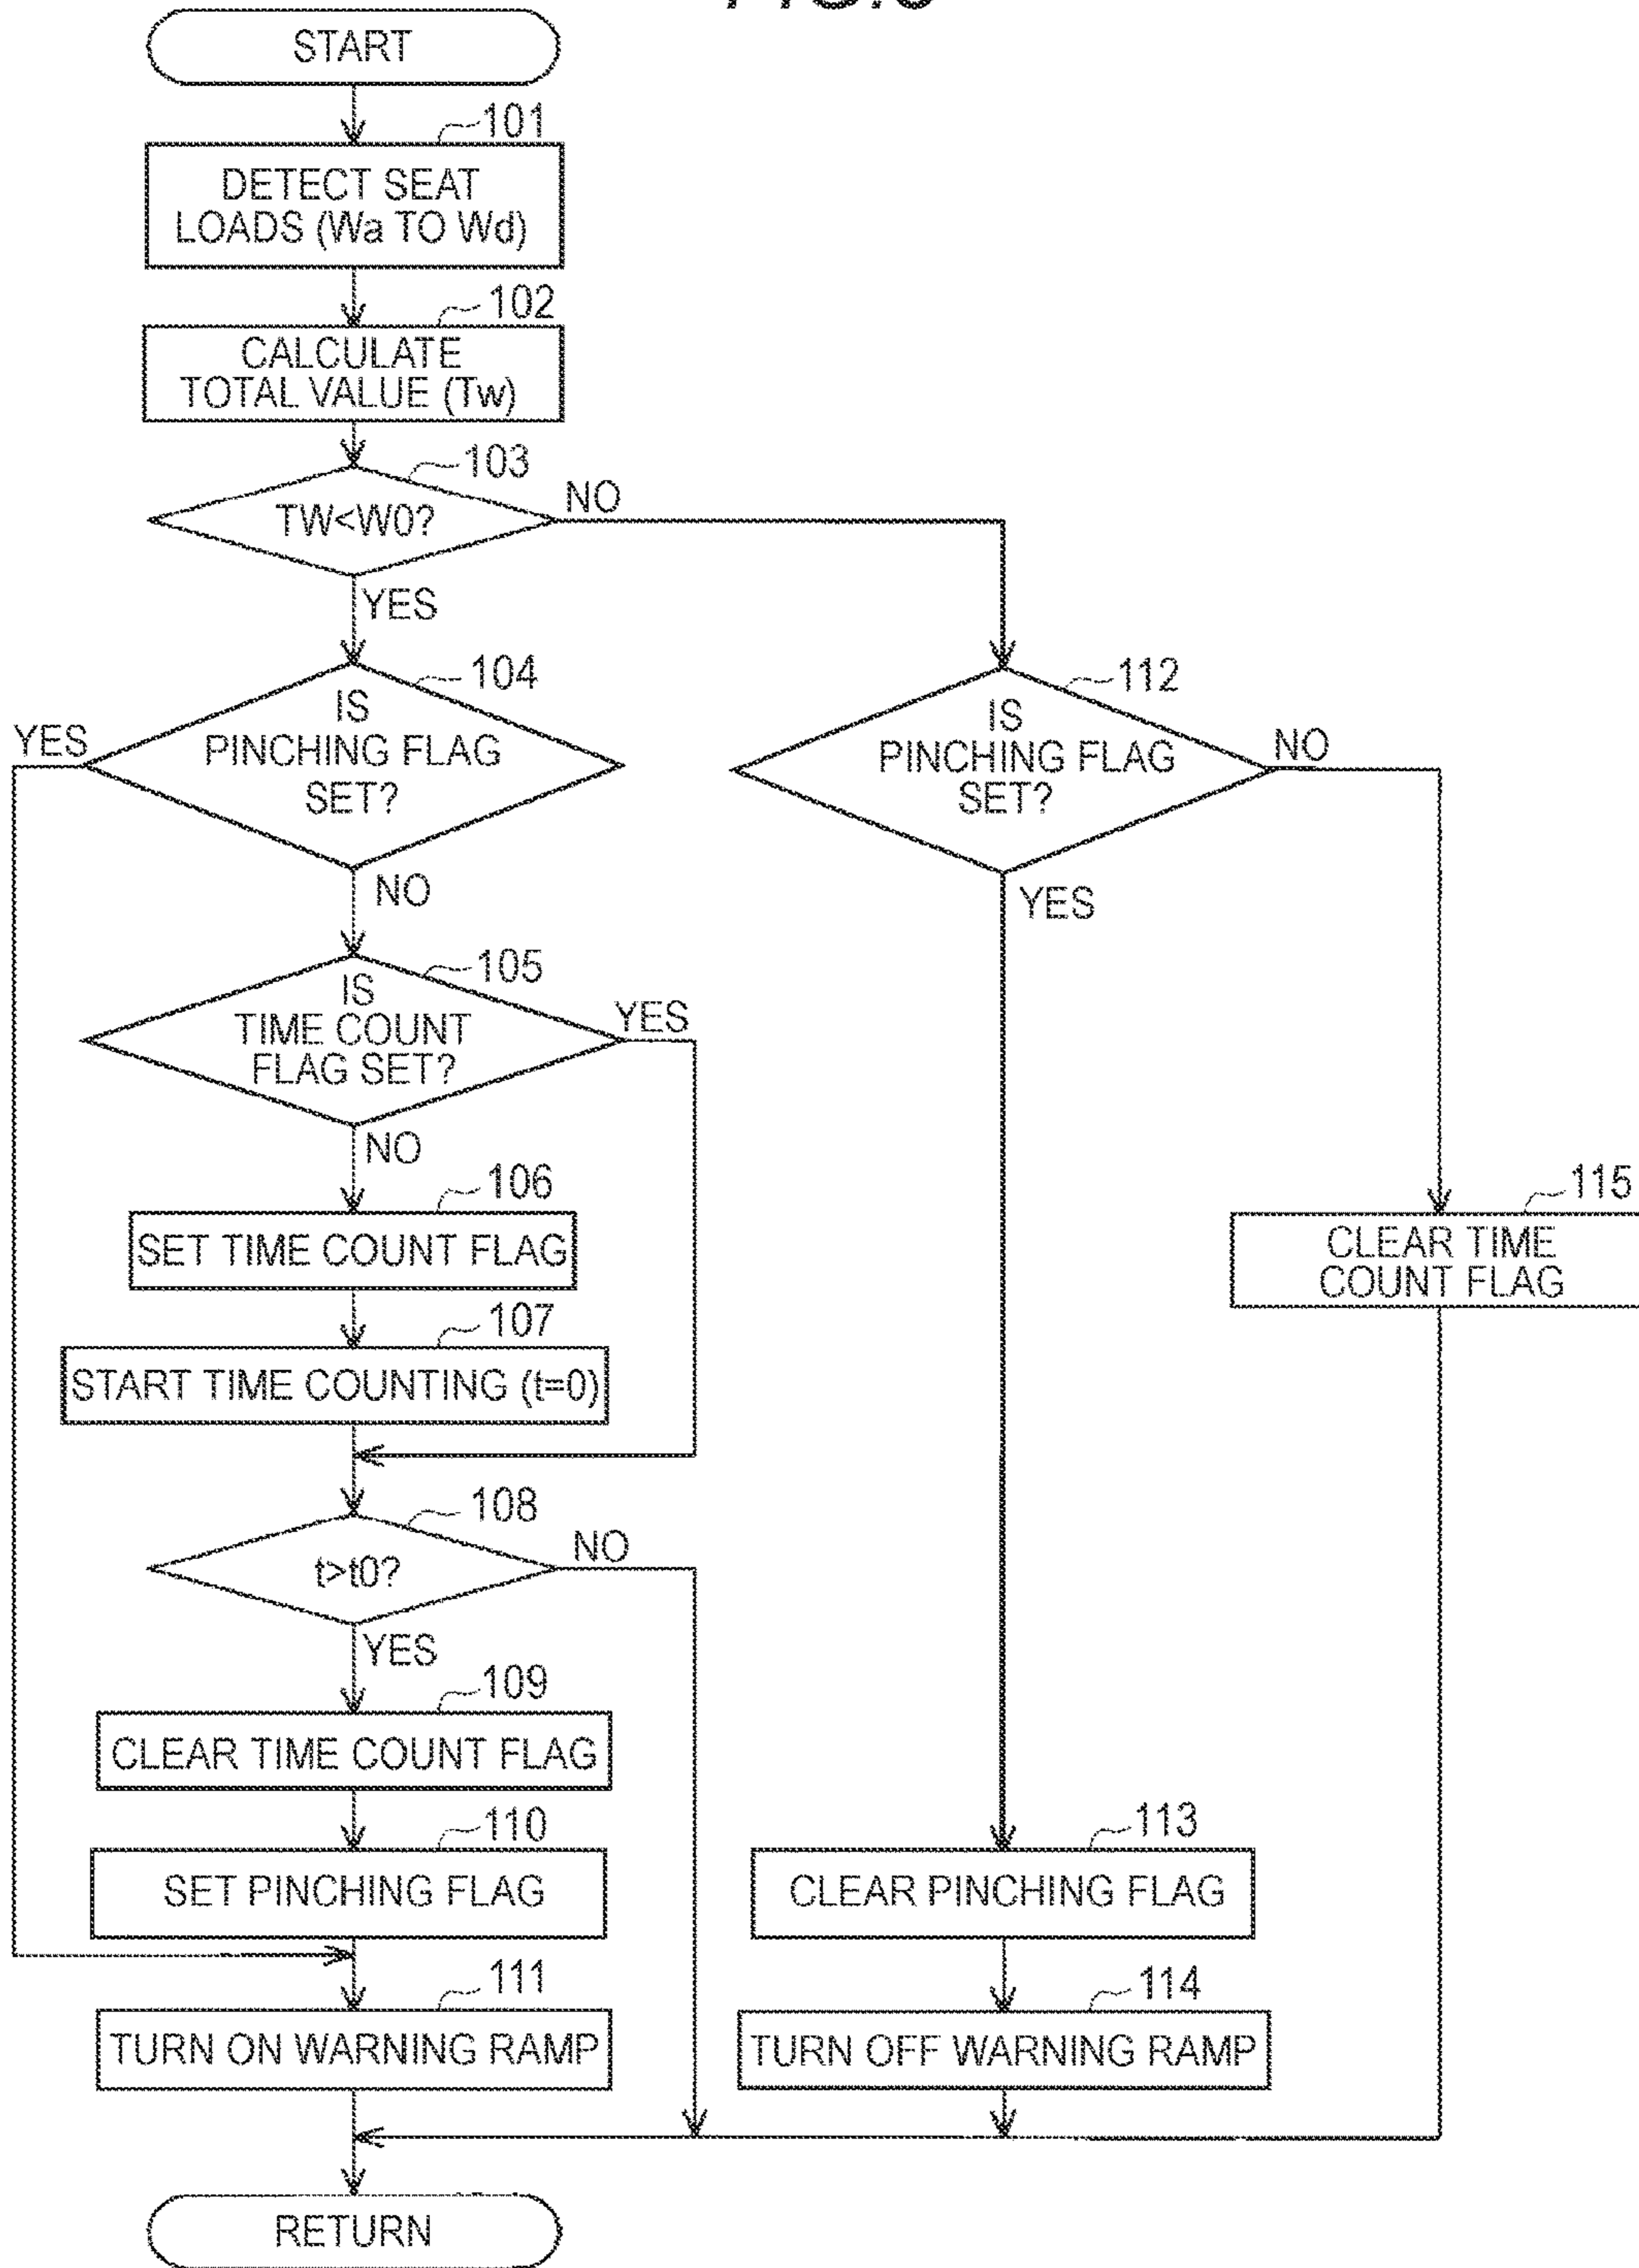 START
101
DETECT SEAT
LOADS (Wa TO Wd)
102
CALCULATE
TOTAL VALUE (Tw)
103
TW<W0?
NO
YES
104
IS
PINCHING FLAG
SET?
YES
NO
112
IS
PINCHING FLAG
SET?
NO
YES
105
IS
TIME COUNT
FLAG SET?
YES
NO
106
SET TIME COUNT FLAG
115
CLEAR TIME
COUNT FLAG
107
START TIME COUNTING (t=0)
108
t>t0?
NO
YES
109
CLEAR TIME COUNT FLAG
110
SET PINCHING FLAG
113
CLEAR PINCHING FLAG
111
TURN ON WARNING RAMP
114
TURN OFF WARNING RAMP
RETURN